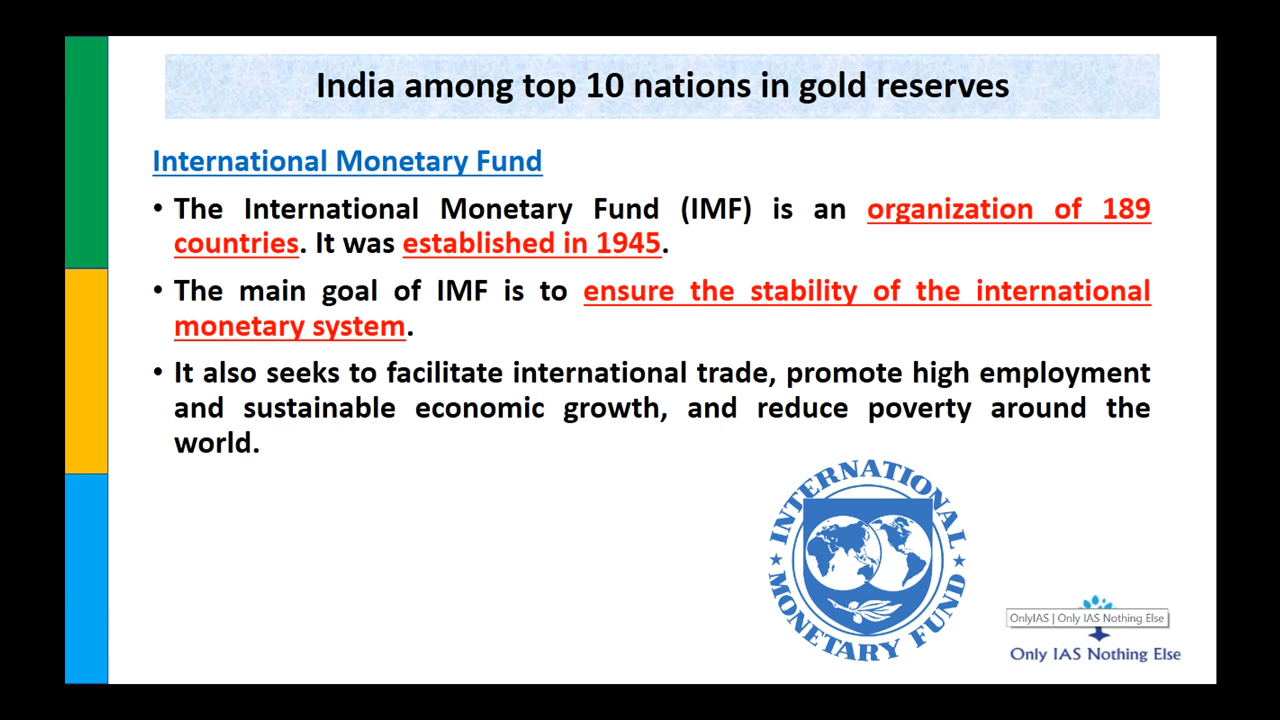 India among top 10 nations in gold reserves
International Monetary Fund
• The International Monetary Fund (IMF) is an organization of 189
countries. It was established in 1945.
• The main goal of IMF is to ensure the stability of the international
monetary system.
• It also seeks to facilitate international trade, promote high employment
and sustainable economic growth, and reduce poverty around the
world.
INTERNATIONAL
MONETARY FUND
OnlyIAS | Only IAS Nothing Else
Only IAS Nothing Else